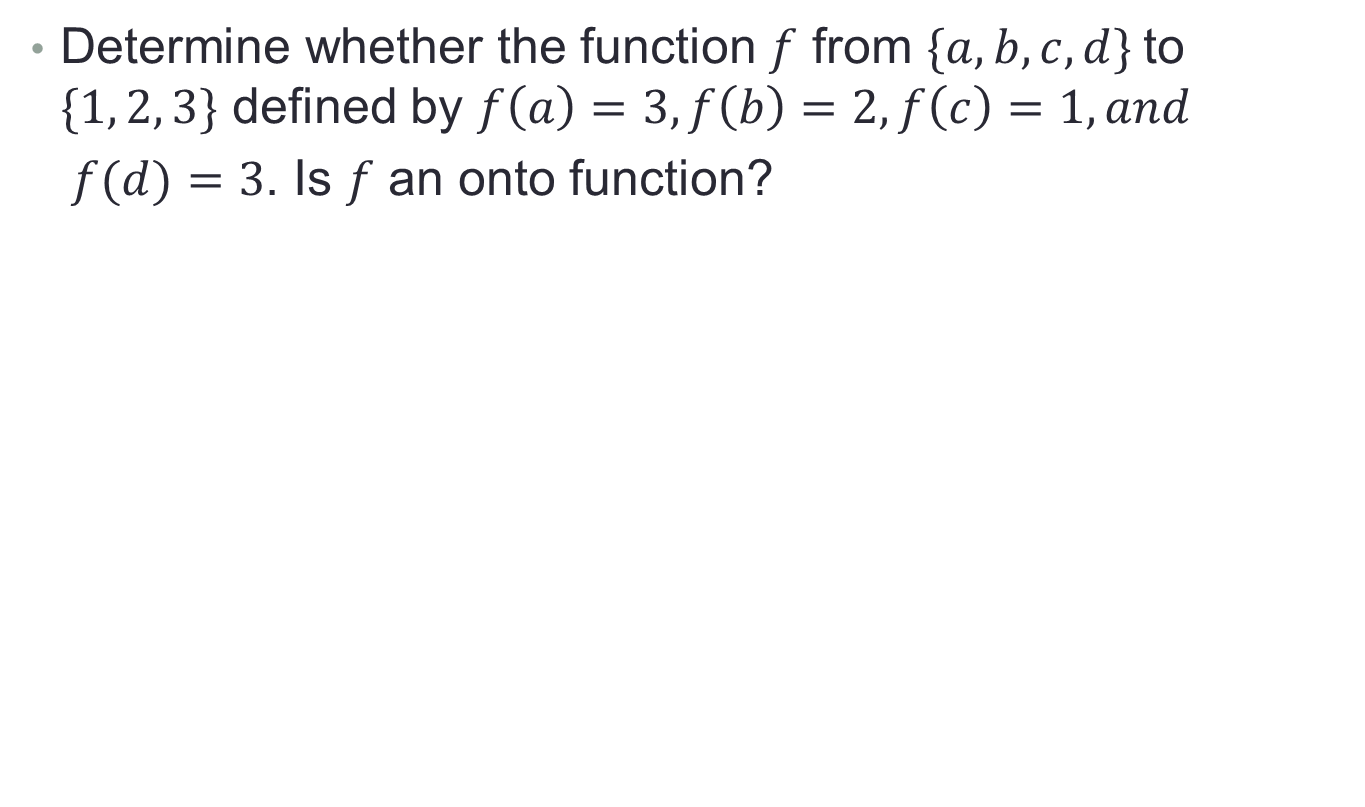 • Determine whether the function f from {a, b, c, d} to
{1, 2, 3} defined by f(a) = 3, f(b) = 2, f(c) = 1, and
f(d) = 3. Is f an onto function?